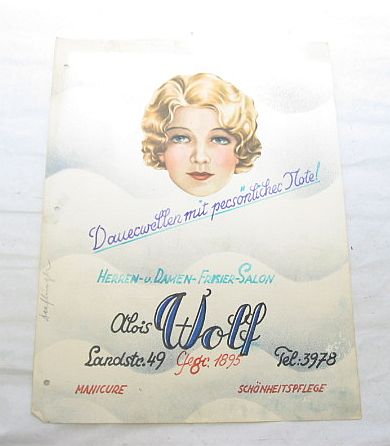 Dauerwellen mit persönlicher Note!
HERREN-U. DAMEN-FRISIER-SALON
Alois Wolf
Landstr. 49 Gegr. 1895 Tel: 3978
MANICURE SCHÖNHEITSPFLEGE